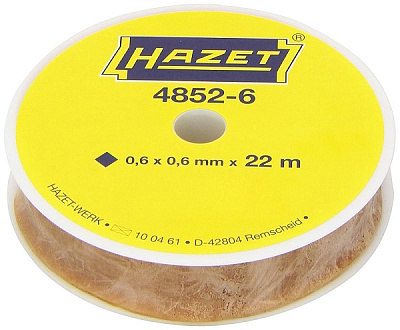 HAZET®
4852-6
◆ 0,6 x 0,6 mm x 22 m
HAZET-WERK • ✉ 10 04 61 • D-42804 Remscheid •